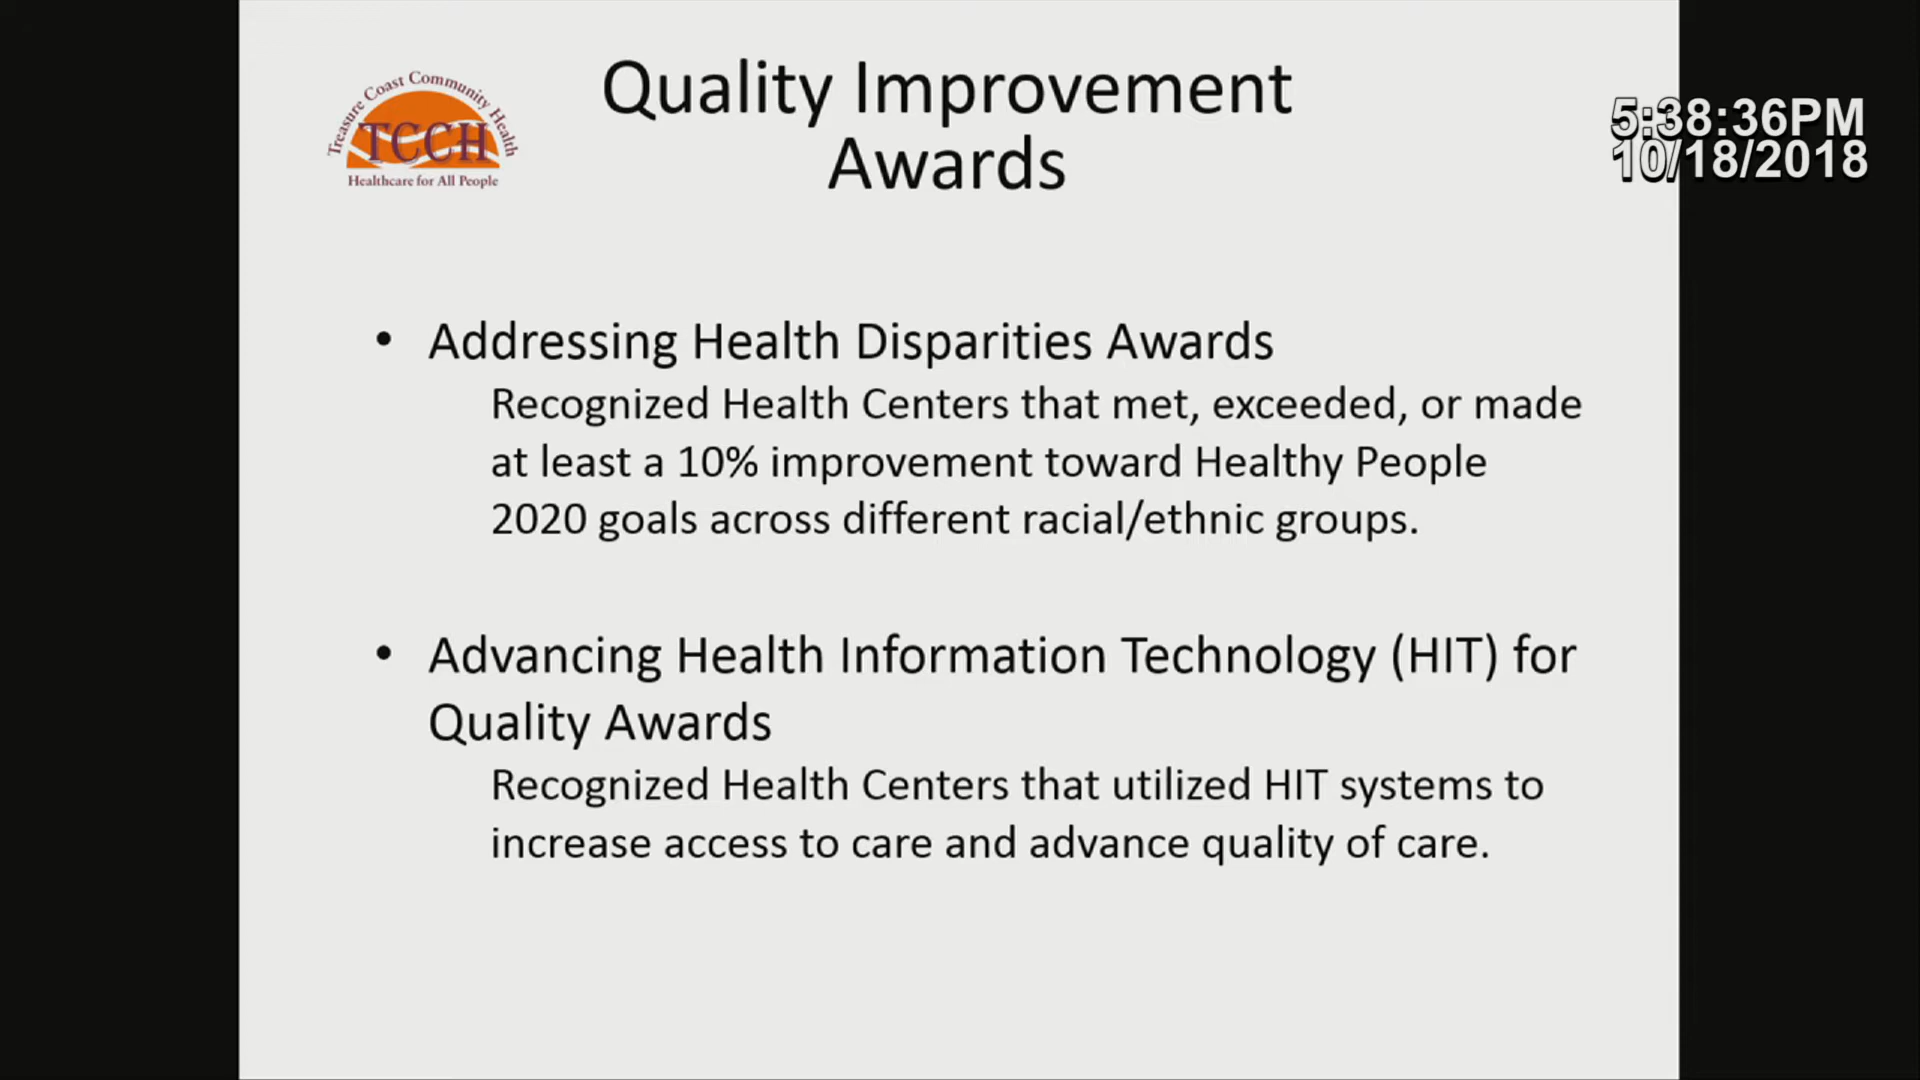 Treasure Coast Community Health
TCCH
Healthcare for All People
Quality Improvement
Awards
5:38:36PM
10/18/2018
• Addressing Health Disparities Awards
Recognized Health Centers that met, exceeded, or made
at least a 10% improvement toward Healthy People
2020 goals across different racial/ethnic groups.
• Advancing Health Information Technology (HIT) for
Quality Awards
Recognized Health Centers that utilized HIT systems to
increase access to care and advance quality of care.